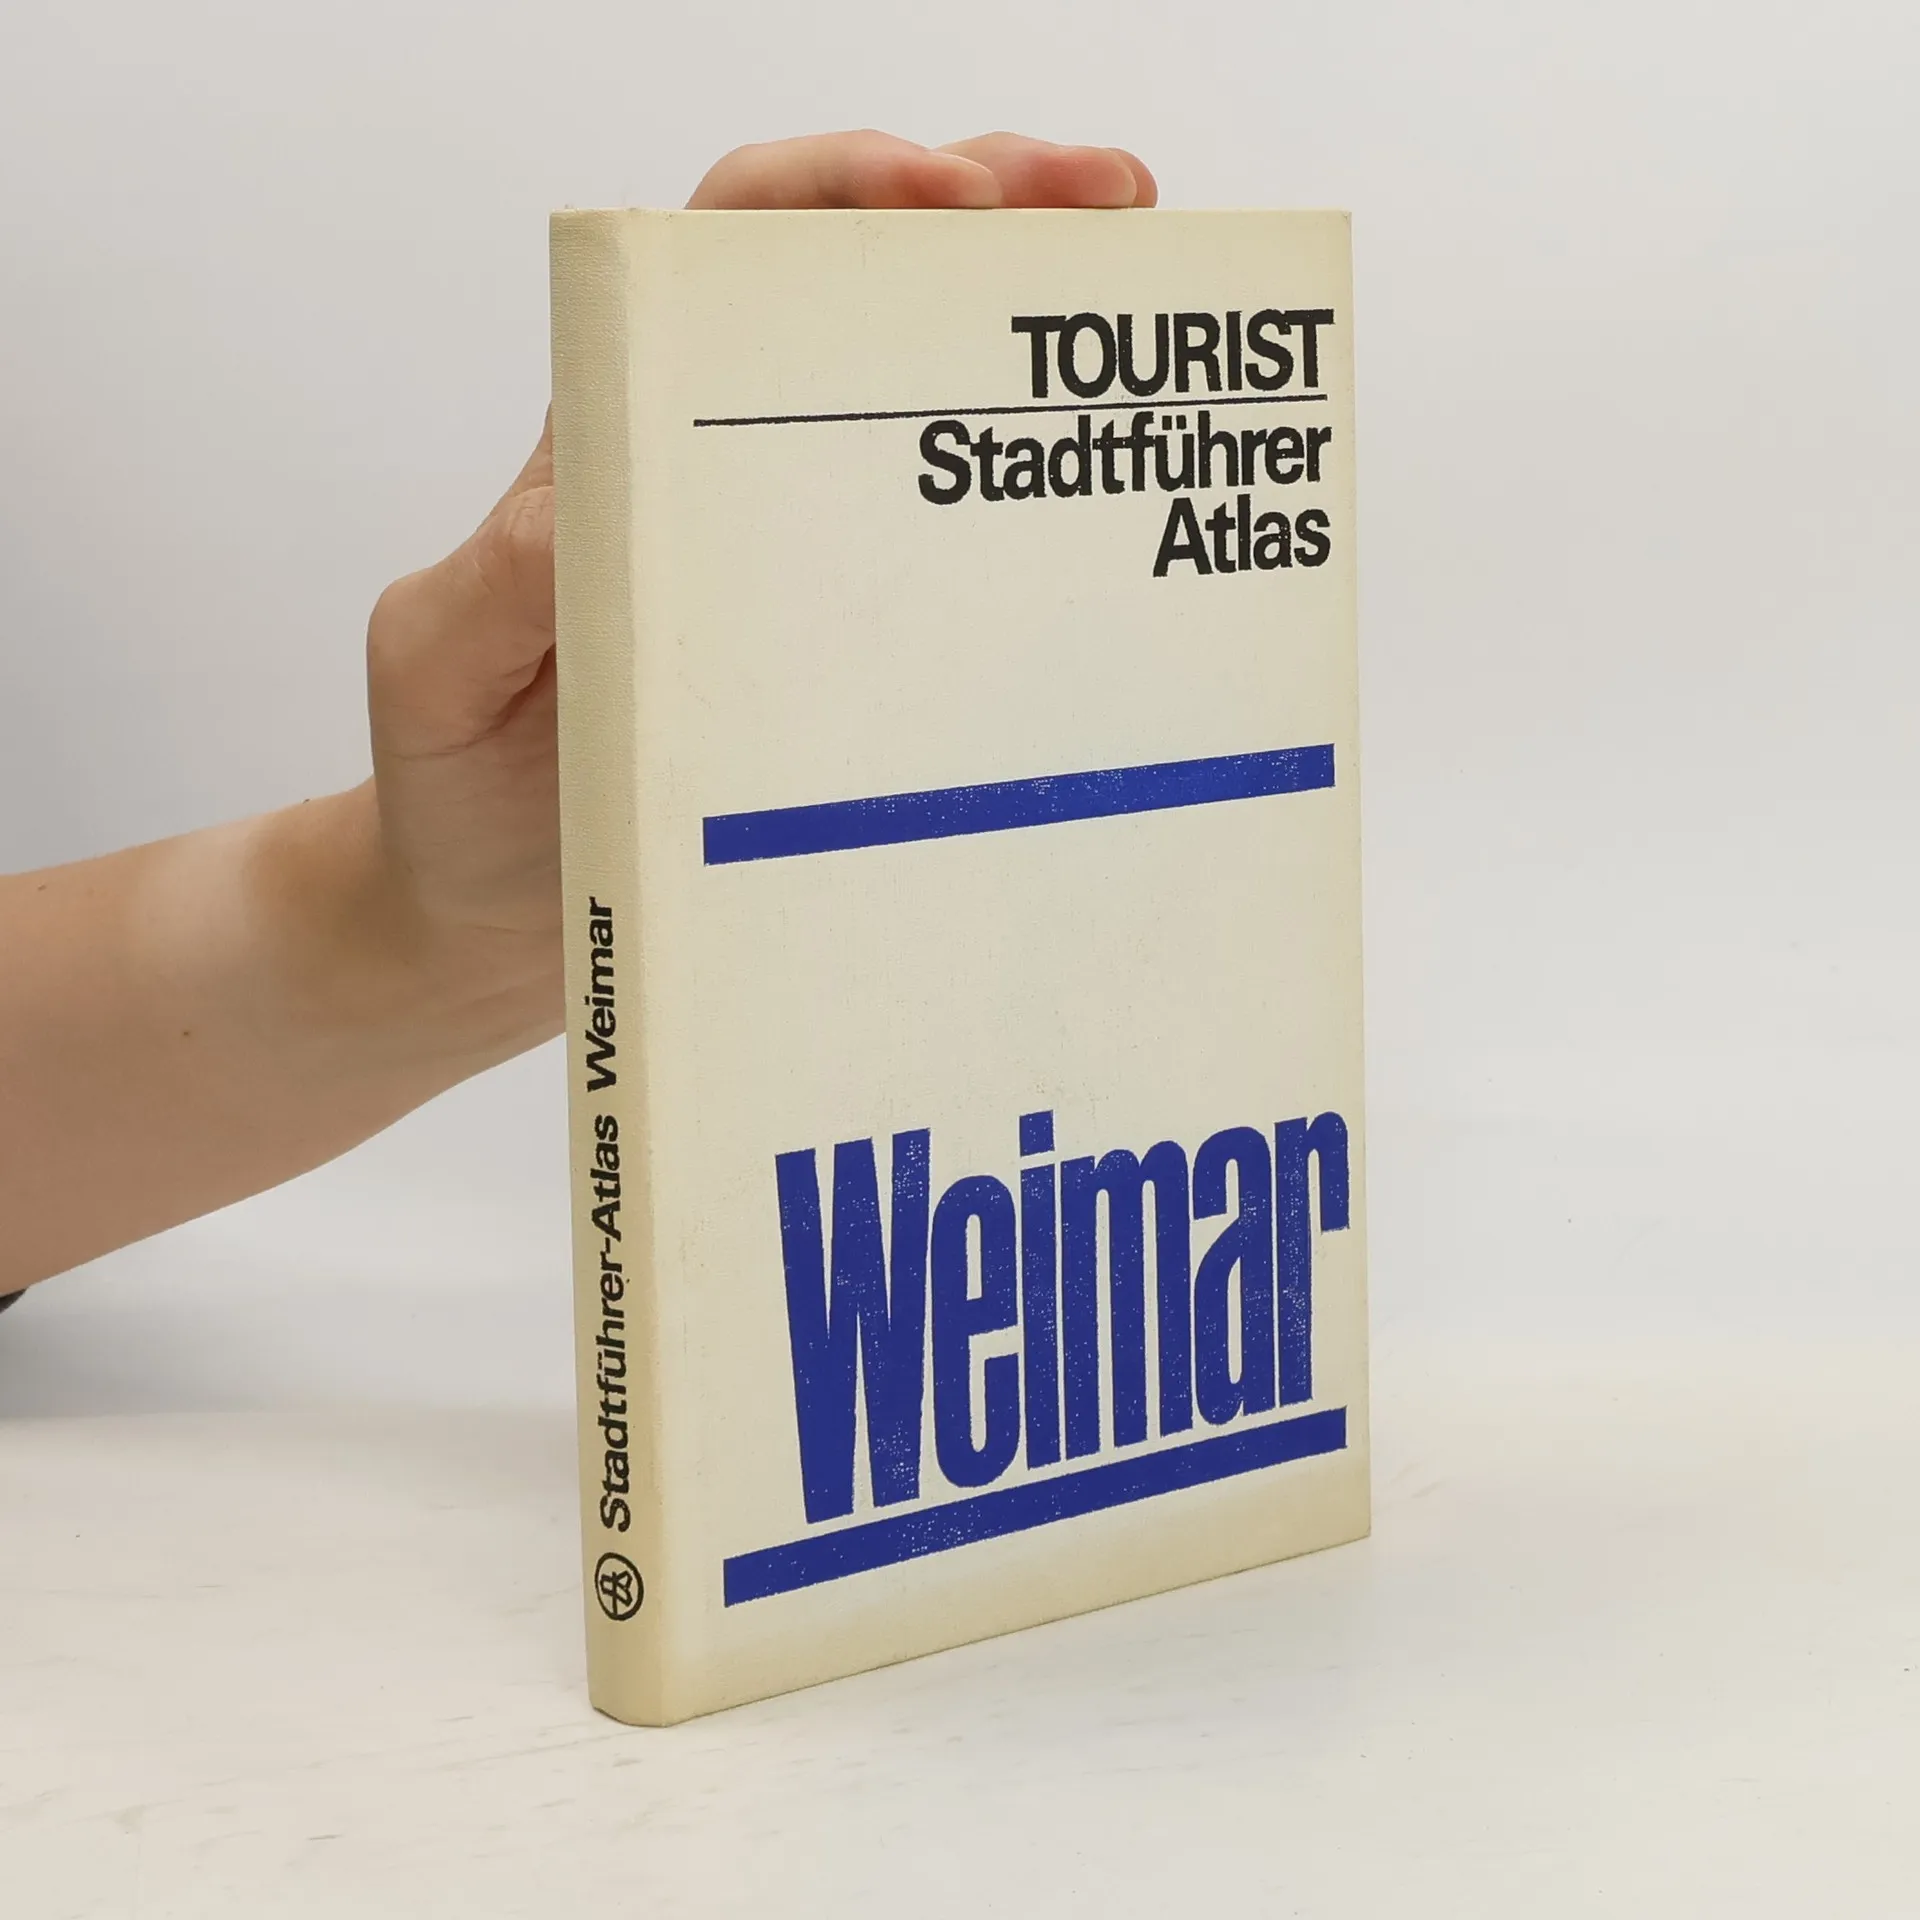 TOURIST
Stadtführer
Atlas
Weimar
Stadtführer-Atlas Weimar